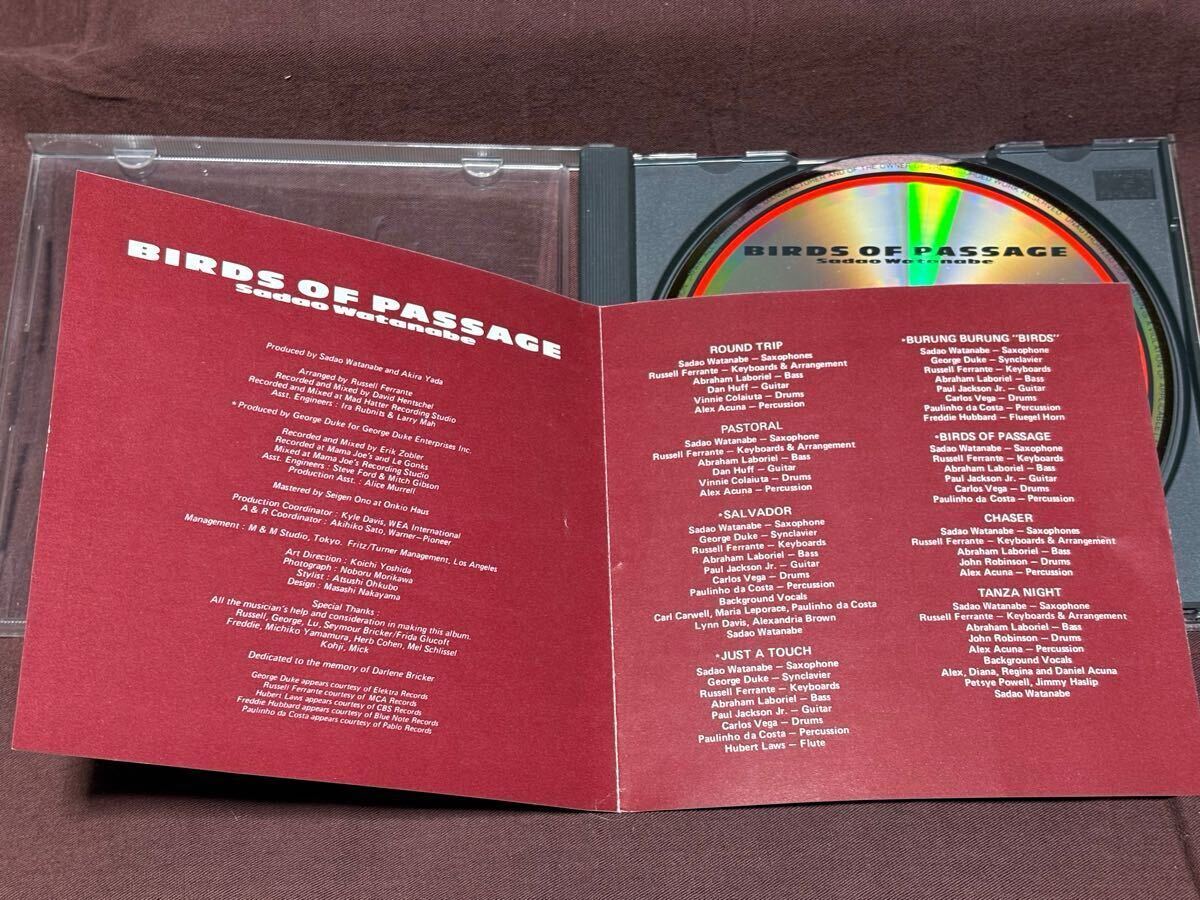 BIRDS OF PASSAGE
Sadao Watanabe
Produced by Sadao Watanabe and Akira Yada
Arranged by Russell Ferrante
Recorded and Mixed by David Hentschel
Recorded and Mixed at Mad Hatter Recording Studio
Asst. Engineers : Ira Rubnits & Larry Mah
* Produced by George Duke for George Duke Enterprises Inc.
Recorded and Mixed by Erik Zobler
Recorded at Mama Joe's and Le Gonks
Mixed at Mama Joe's Recording Studio
Asst. Engineers : Steve Ford & Mitch Gibson
Production Asst. : Alice Murrell
Mastered by Seigen Ono at Onkio Haus
Production Coordinator : Kyle Davis, WEA International
A & R Coordinator : Akihiko Sato, Warner-Pioneer
Management : M & M Studio, Tokyo. Fritz/Turner Management, Los Angeles
Art Direction : Koichi Yoshida
Photograph : Noboru Morikawa
Stylist : Atsushi Ohkubo
Design : Masashi Nakayama
Special Thanks :
All the musician's help and consideration in making this album.
Russell, George, Lu, Seymour Bricker/Frida Glucoft
Freddie, Michiko Yamamura, Herb Cohen, Mel Schlissel
Kohji, Mick
Dedicated to the memory of Darlene Bricker
George Duke appears courtesy of Elektra Records
Russell Ferrante courtesy of MCA Records
Hubert Laws appears courtesy of CBS Records
Freddie Hubbard appears courtesy of Blue Note Records
Paulinho da Costa appears courtesy of Pablo Records
ROUND TRIP
Sadao Watanabe — Saxophones
Russell Ferrante — Keyboards & Arrangement
Abraham Laboriel — Bass
Dan Huff — Guitar
Vinnie Colaiuta — Drums
Alex Acuna — Percussion
PASTORAL
Sadao Watanabe — Saxophone
Russell Ferrante — Keyboards & Arrangement
Abraham Laboriel — Bass
Dan Huff — Guitar
Vinnie Colaiuta — Drums
Alex Acuna — Percussion
*SALVADOR
Sadao Watanabe — Saxophone
George Duke — Synclavier
Russell Ferrante — Keyboards
Abraham Laboriel — Bass
Paul Jackson Jr. — Guitar
Carlos Vega — Drums
Paulinho da Costa — Percussion
Background Vocals
Carl Carwell, Maria Leporace, Paulinho da Costa
Lynn Davis, Alexandria Brown
Sadao Watanabe
*JUST A TOUCH
Sadao Watanabe — Saxophone
George Duke — Synclavier
Russell Ferrante — Keyboards
Abraham Laboriel — Bass
Paul Jackson Jr. — Guitar
Carlos Vega — Drums
Paulinho da Costa — Percussion
Hubert Laws — Flute
*BURUNG BURUNG "BIRDS"
Sadao Watanabe — Saxophone
George Duke — Synclavier
Russell Ferrante — Keyboards
Abraham Laboriel — Bass
Paul Jackson Jr. — Guitar
Carlos Vega — Drums
Paulinho da Costa — Percussion
Freddie Hubbard — Fluegel Horn
*BIRDS OF PASSAGE
Sadao Watanabe — Saxophone
Russell Ferrante — Keyboards
Abraham Laboriel — Bass
Paul Jackson Jr. — Guitar
Carlos Vega — Drums
Paulinho da Costa — Percussion
CHASER
Sadao Watanabe — Saxophones
Russell Ferrante — Keyboards & Arrangement
Abraham Laboriel — Bass
John Robinson — Drums
Alex Acuna — Percussion
TANZA NIGHT
Sadao Watanabe — Saxophone
Russell Ferrante — Keyboards & Arrangement
Abraham Laboriel — Bass
John Robinson — Drums
Alex Acuna — Percussion
Background Vocals
Alex, Diana, Regina and Daniel Acuna
Petsye Powell, Jimmy Haslip
Sadao Watanabe
BIRDS OF PASSAGE
Sadao Watanabe
MANUFACTURER AND OF THE OWNER OF THE RECORDED WORK RESERVED.